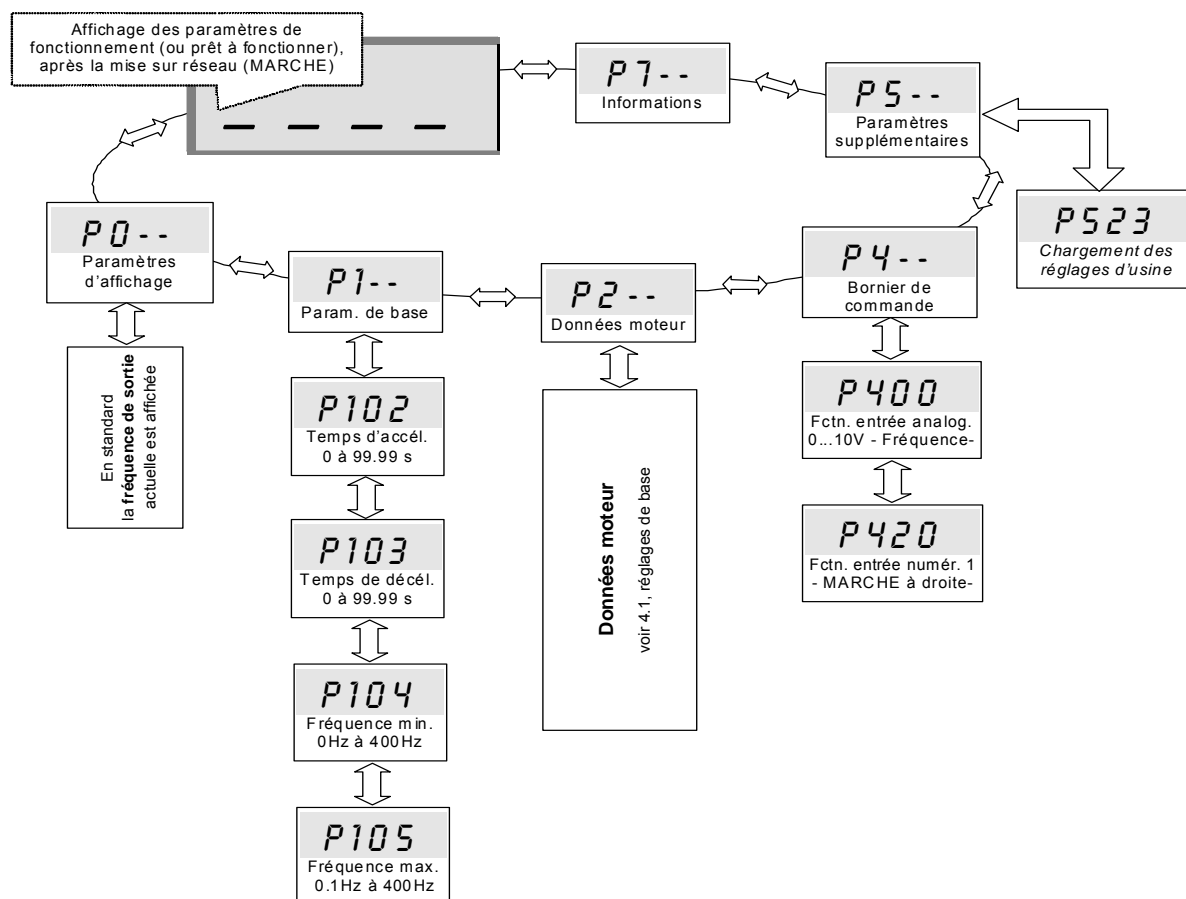 Affichage des paramètres de
fonctionnement (ou prêt à fonctionner),
après la mise sur réseau (MARCHE)
_ _ _ _
P7--
Informations
P5--
Paramètres
supplémentaires
P523
Chargement des
réglages d'usine
P0--
Paramètres
d'affichage
P1--
Param. de base
P2--
Données moteur
P4--
Bornier de
commande
En standard
la fréquence de sortie
actuelle est affichée
P102
Temps d'accél.
0 à 99.99 s
P103
Temps de décél.
0 à 99.99 s
P104
Fréquence min.
0Hz à 400Hz
P105
Fréquence max.
0.1Hz à 400Hz
Données moteur
voir 4.1, réglages de base
P400
Fctn. entrée analog.
0...10V - Fréquence-
P420
Fctn. entrée numér. 1
- MARCHE à droite-